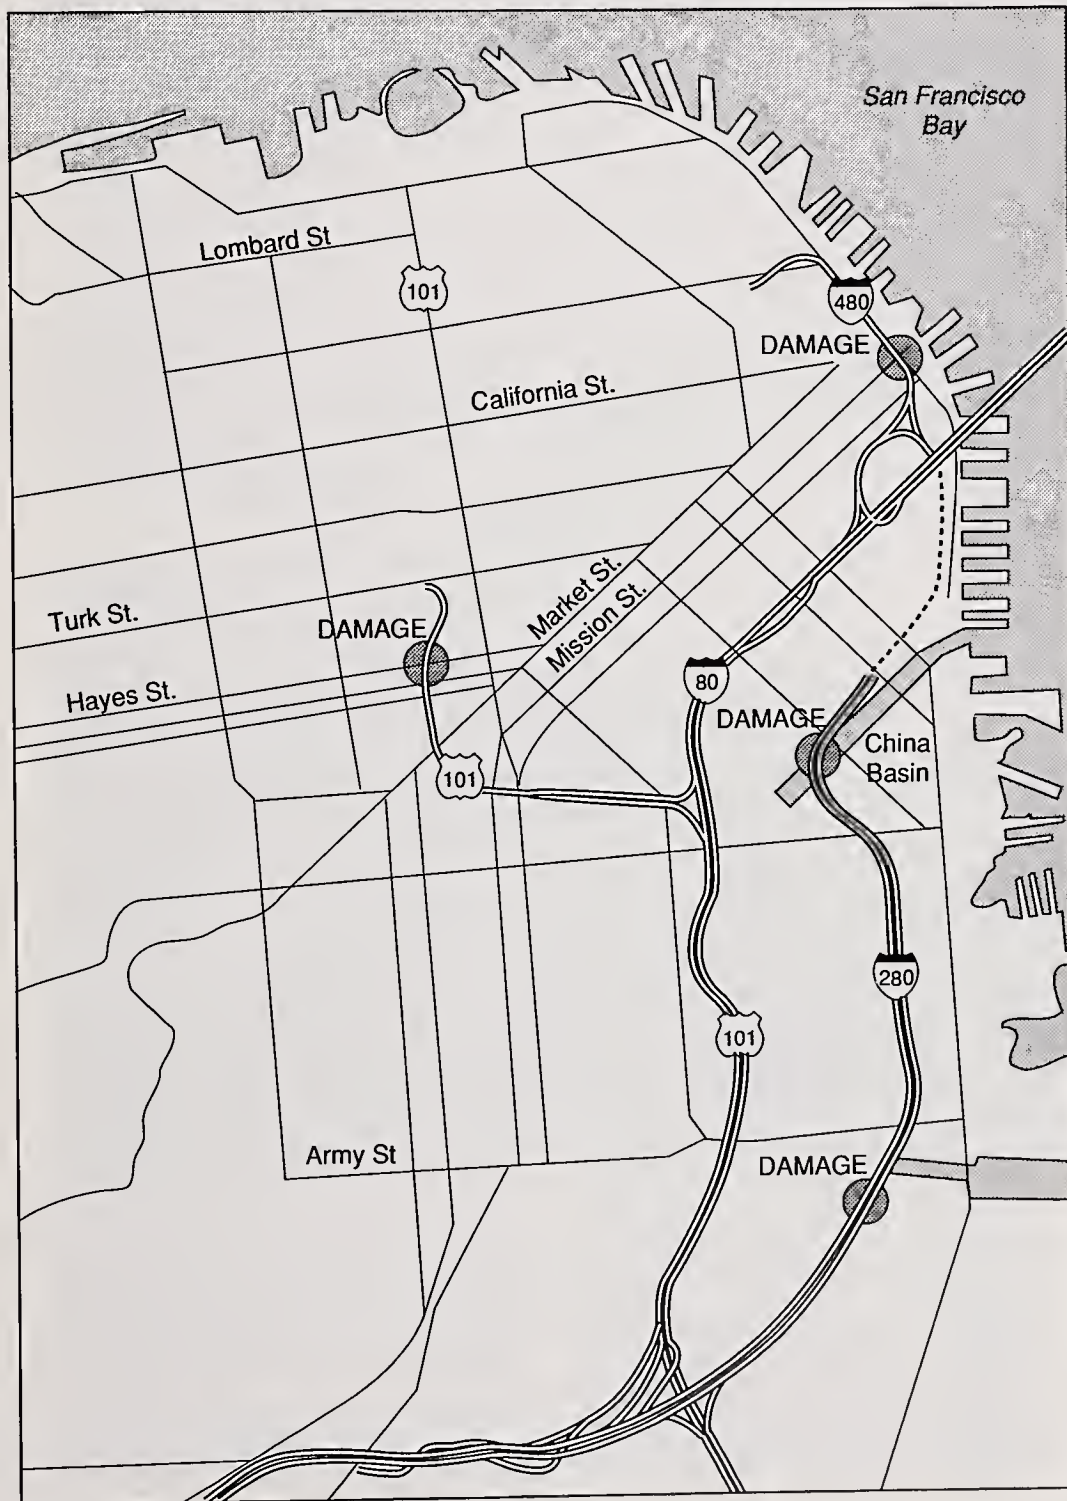 San Francisco
Bay
Lombard St
101
480
DAMAGE
California St.
Market St.
Mission St.
Turk St.
DAMAGE
Hayes St.
80
DAMAGE
China
Basin
101
280
101
Army St
DAMAGE